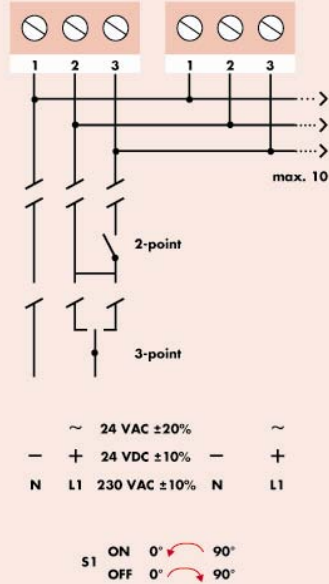 1 2 3 1 2 3
max. 10
2-point
3-point
~ 24 VAC ±20% ~
− + 24 VDC ±10% − +
N L1 230 VAC ±10% N L1
S1 ON 0° 90°
OFF 0° 90°